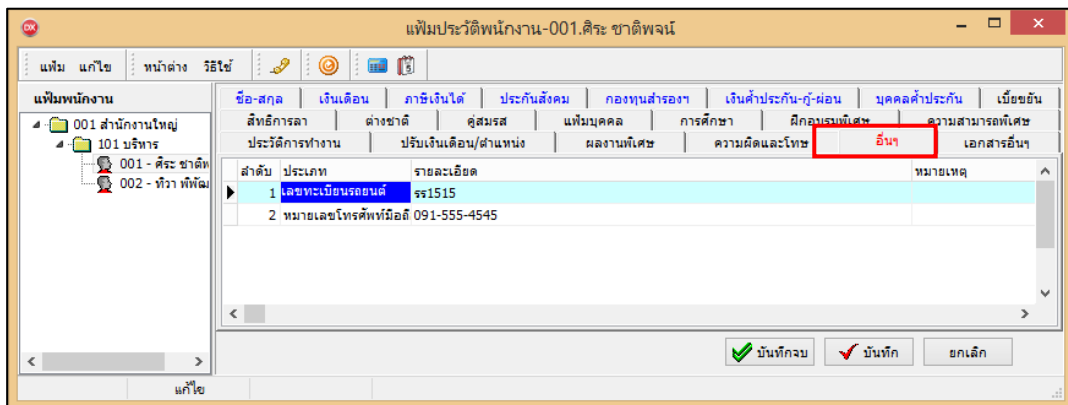 DX แฟ้มประวัติพนักงาน-001.ศิระ ชาติพจน์
แฟ้ม แก้ไข หน้าต่าง วิธีใช้
แฟ้มพนักงาน
001 สำนักงานใหญ่
101 บริหาร
001 - ศิระ ชาติพ
002 - ทิวา พิพัฒ
ชื่อ-สกุล เงินเดือน ภาษีเงินได้ ประกันสังคม กองทุนสำรองฯ เงินค้ำประกัน-กู้-ผ่อน บุคคลค้ำประกัน เบี้ยขยัน
สิทธิการลา ต่างชาติ คู่สมรส แฟ้มบุคคล การศึกษา ฝึกอบรมพิเศษ ความสามารถพิเศษ
ประวัติการทำงาน ปรับเงินเดือน/ตำแหน่ง ผลงานพิเศษ ความผิดและโทษ อื่นๆ เอกสารอื่นๆ
ลำดับ ประเภท รายละเอียด หมายเหตุ
1 เลขทะเบียนรถยนต์ รร1515
2 หมายเลขโทรศัพท์มือถื 091-555-4545
บันทึกจบ บันทึก ยกเลิก
แก้ไข